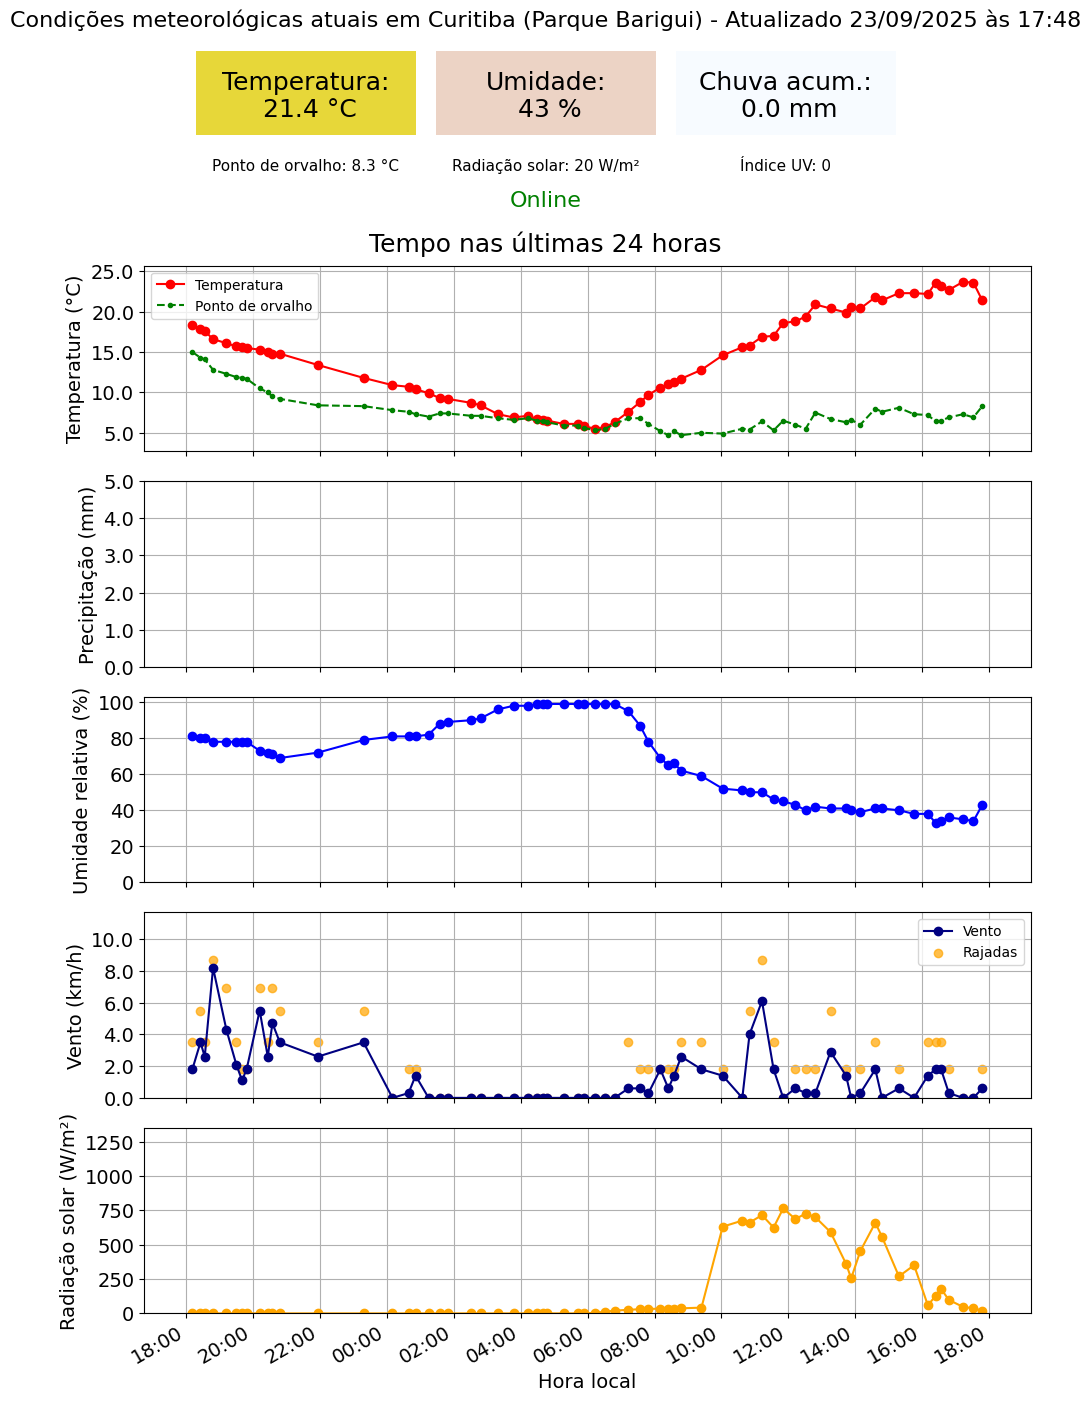 Condições meteorológicas atuais em Curitiba (Parque Barigui) - Atualizado 23/09/2025 às 17:48
Temperatura:
21.4 °C
Umidade:
43 %
Chuva acum.:
0.0 mm
Ponto de orvalho: 8.3 °C
Radiação solar: 20 W/m²
Índice UV: 0
Online
Tempo nas últimas 24 horas
Temperatura (°C)
25.0
20.0
15.0
10.0
5.0
Temperatura
Ponto de orvalho
Precipitação (mm)
5.0
4.0
3.0
2.0
1.0
0.0
Umidade relativa (%)
100
80
60
40
20
0
Vento (km/h)
10.0
8.0
6.0
4.0
2.0
0.0
Vento
Rajadas
Radiação solar (W/m²)
1250
1000
750
500
250
0
18:00
20:00
22:00
00:00
02:00
04:00
06:00
08:00
10:00
12:00
14:00
16:00
18:00
Hora local